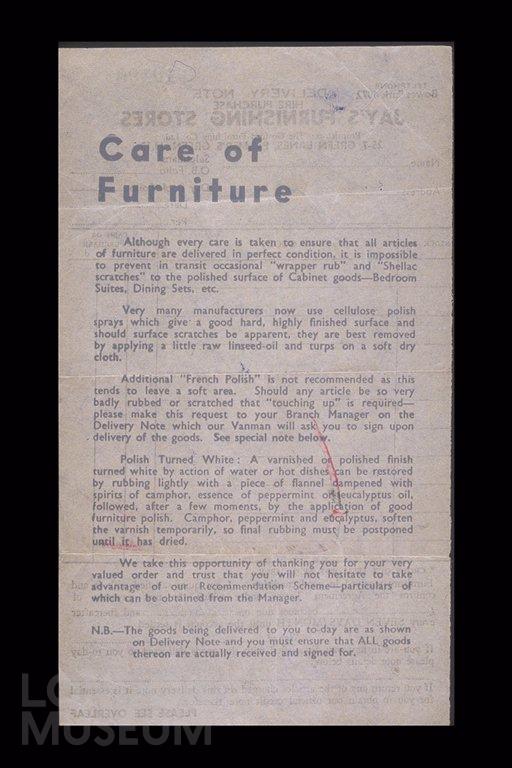 Care of
Furniture
Although every care is taken to ensure that all articles
of furniture are delivered in perfect condition, it is impossible
to prevent in transit occasional "wrapper rub" and "Shellac
scratches" to the polished surface of Cabinet goods—Bedroom
Suites, Dining Sets, etc.
Very many manufacturers now use cellulose polish
sprays which give a good hard, highly finished surface and
should surface scratches be apparent, they are best removed
by applying a little raw linseed-oil and turps on a soft dry
cloth.
Additional "French Polish" is not recommended as this
tends to leave a soft area. Should any article be so very
badly rubbed or scratched that "touching up" is required—
please make this request to your Branch Manager on the
Delivery Note which our Vanman will ask you to sign upon
delivery of the goods. See special note below.
Polish Turned White: A varnished or polished finish
turned white by action of water or hot dishes can be restored
by rubbing lightly with a piece of flannel dampened with
spirits of camphor, essence of peppermint or eucalyptus oil,
followed, after a few moments, by the application of good
furniture polish. Camphor, peppermint and eucalyptus, soften
the varnish temporarily, so final rubbing must be postponed
until it has dried.
We take this opportunity of thanking you for your very
valued order and trust that you will not hesitate to take
advantage of our Recommendation Scheme—particulars of
which can be obtained from the Manager.
N.B.—The goods being delivered to you to-day are as shown
on Delivery Note and you must ensure that ALL goods
thereon are actually received and signed for.
MUSEUM